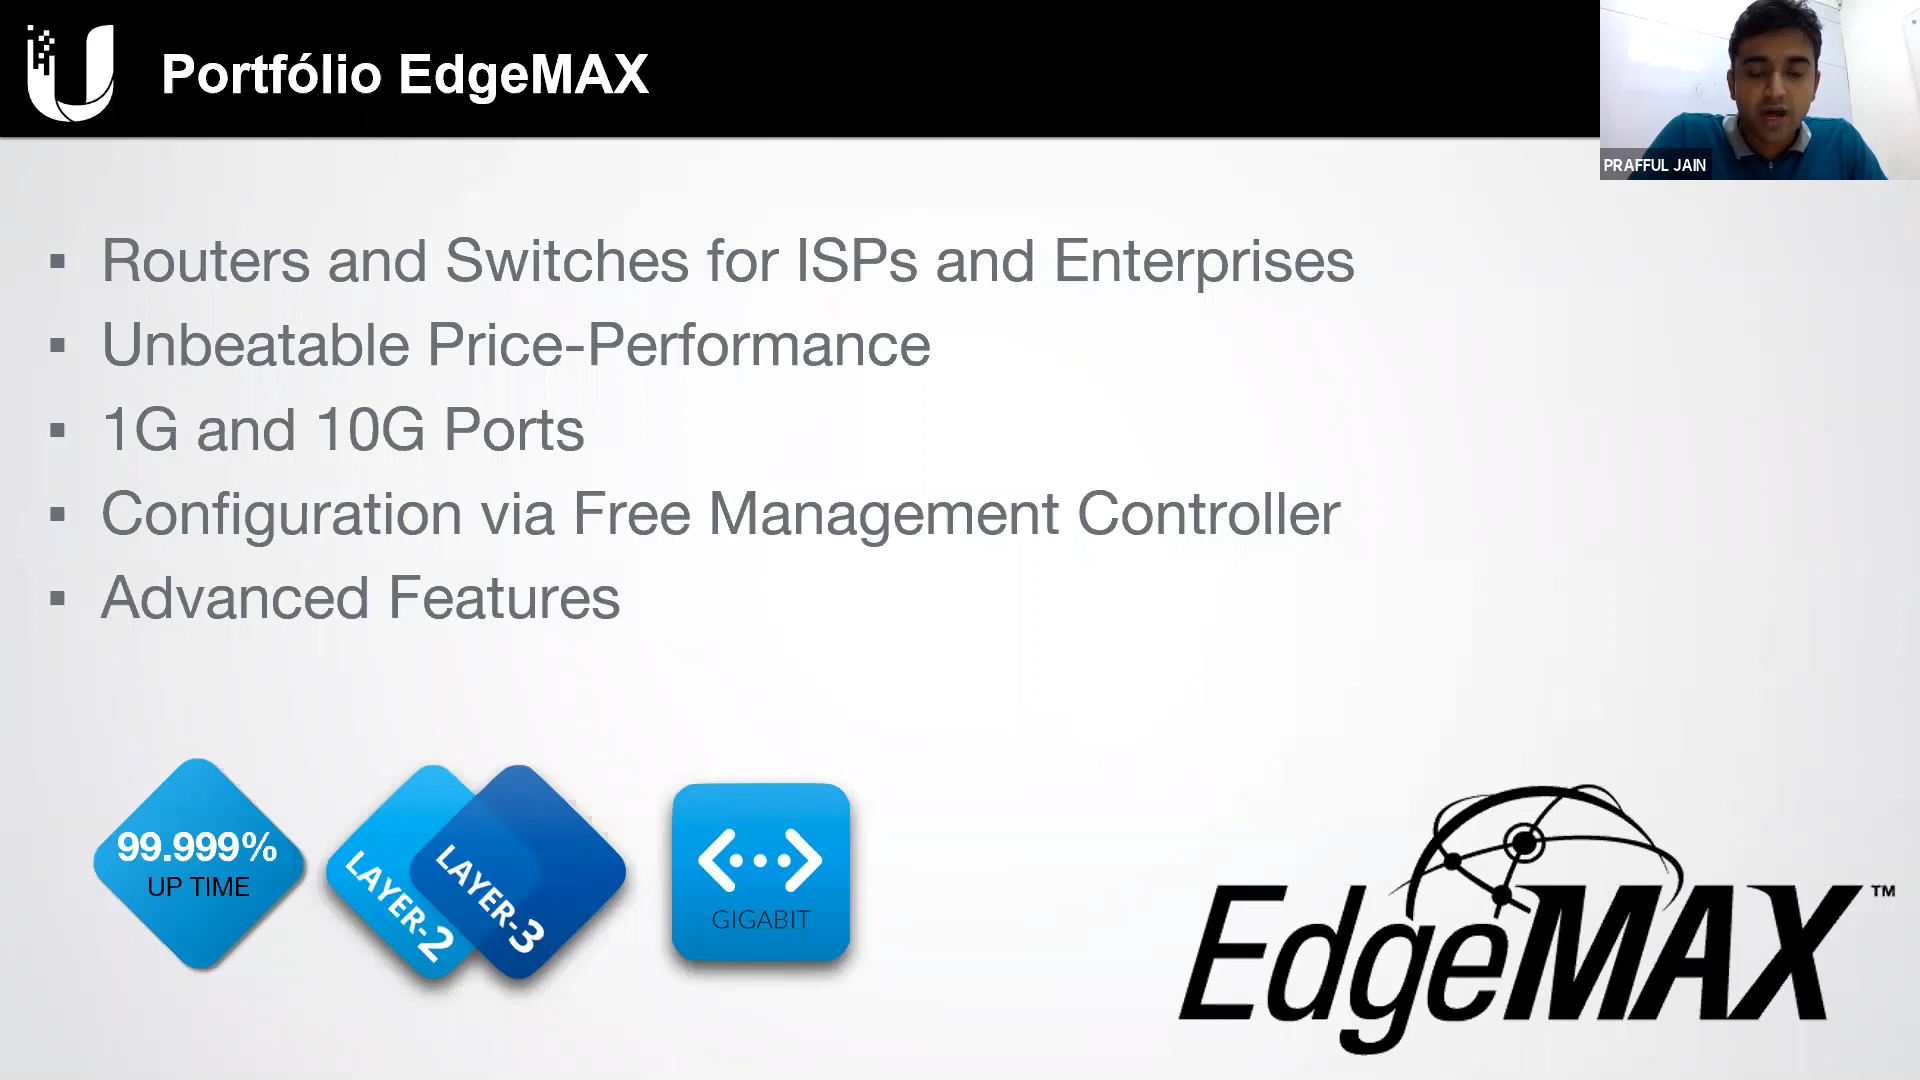 Portfólio EdgeMAX
PRAFFUL JAIN
Routers and Switches for ISPs and Enterprises
Unbeatable Price-Performance
1G and 10G Ports
Configuration via Free Management Controller
Advanced Features
99.999%
UP TIME
LAYER-2
LAYER-3
GIGABIT
EdgeMAX™